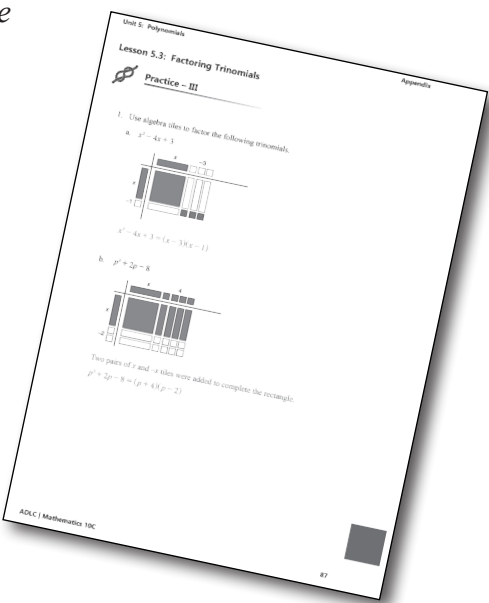 e
Unit 5: Polynomials
Appendix
Lesson 5.3: Factoring Trinomials
Practice – III
1. Use algebra tiles to factor the following trinomials.
a. x² – 4x + 3
x
–3
x
–1
x² – 4x + 3 = (x – 3)(x – 1)
b. p² + 2p – 8
x
4
x
–2
Two pairs of x and -x tiles were added to complete the rectangle.
p² + 2p – 8 = (p + 4)(p – 2)
ADLC | Mathematics 10C
87